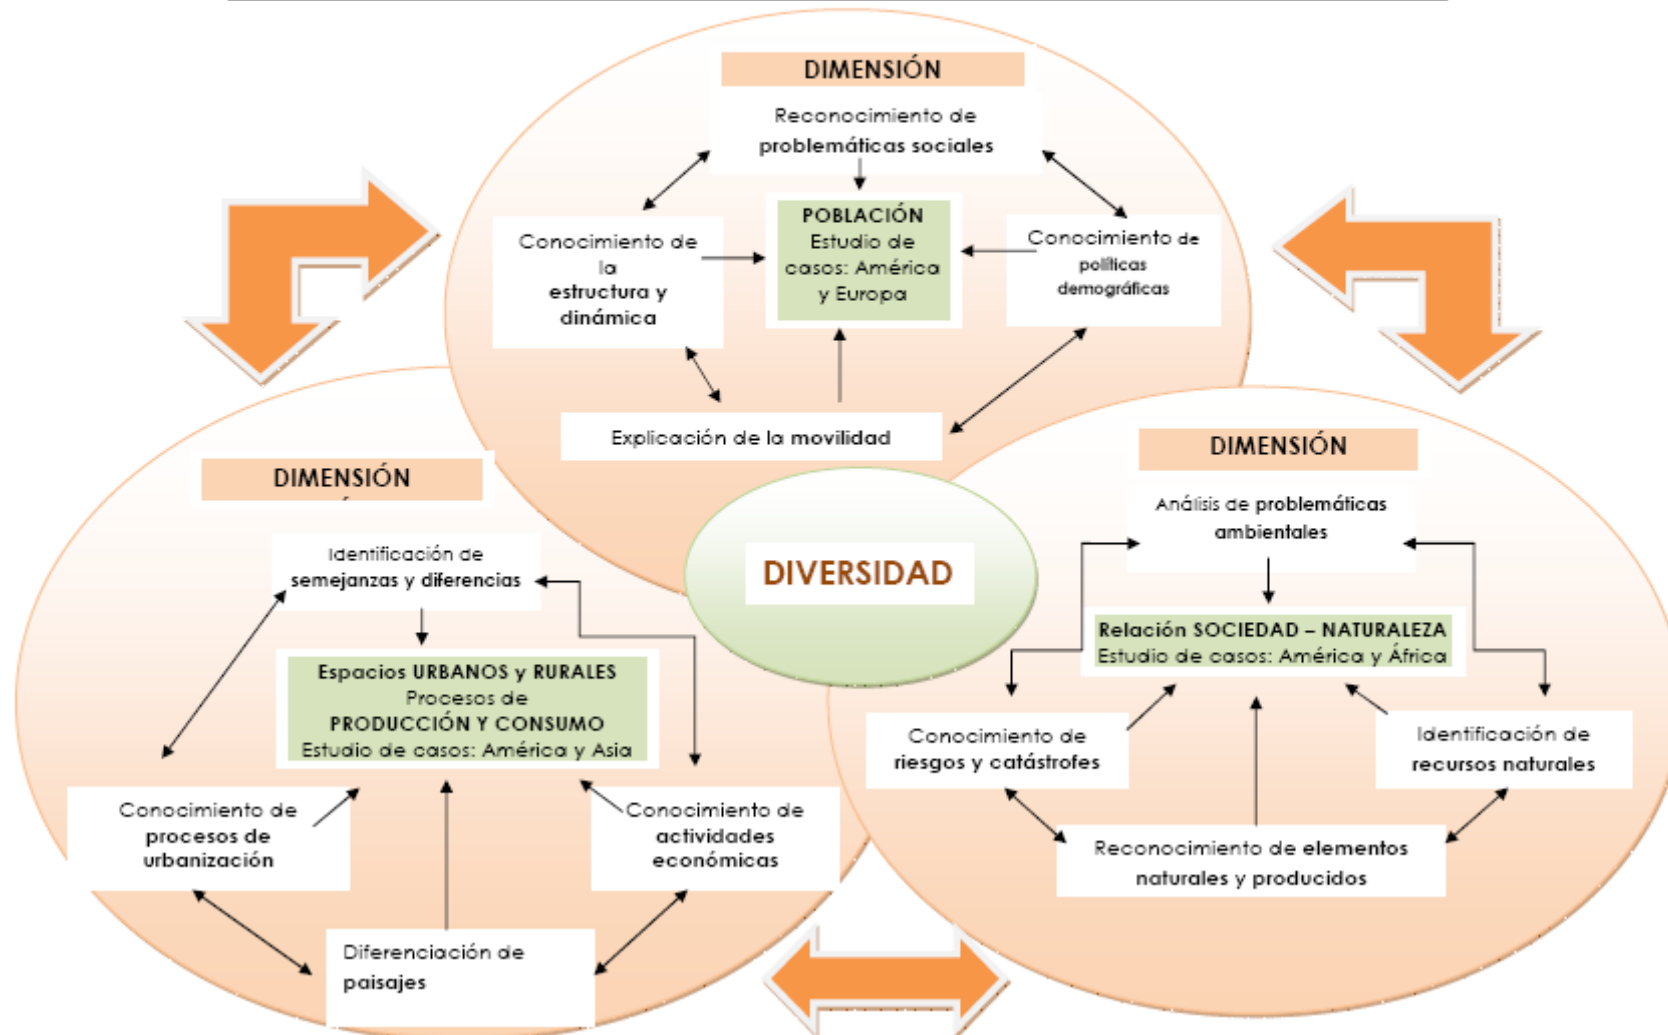 DIMENSIÓN
Reconocimiento de
problemáticas sociales
Conocimiento de
la
estructura y
dinámica
POBLACIÓN
Estudio de
casos: América
y Europa
Conocimiento de
políticas
demográficas
Explicación de la movilidad
DIMENSIÓN
Identificación de
semejanzas y diferencias
Espacios URBANOS y RURALES
Procesos de
PRODUCCIÓN Y CONSUMO
Estudio de casos: América y Asia
Conocimiento de
procesos de
urbanización
Conocimiento de
actividades
económicas
Diferenciación de
paisajes
DIVERSIDAD
DIMENSIÓN
Análisis de problemáticas
ambientales
Relación SOCIEDAD – NATURALEZA
Estudio de casos: América y África
Conocimiento de
riesgos y catástrofes
Identificación de
recursos naturales
Reconocimiento de elementos
naturales y producidos